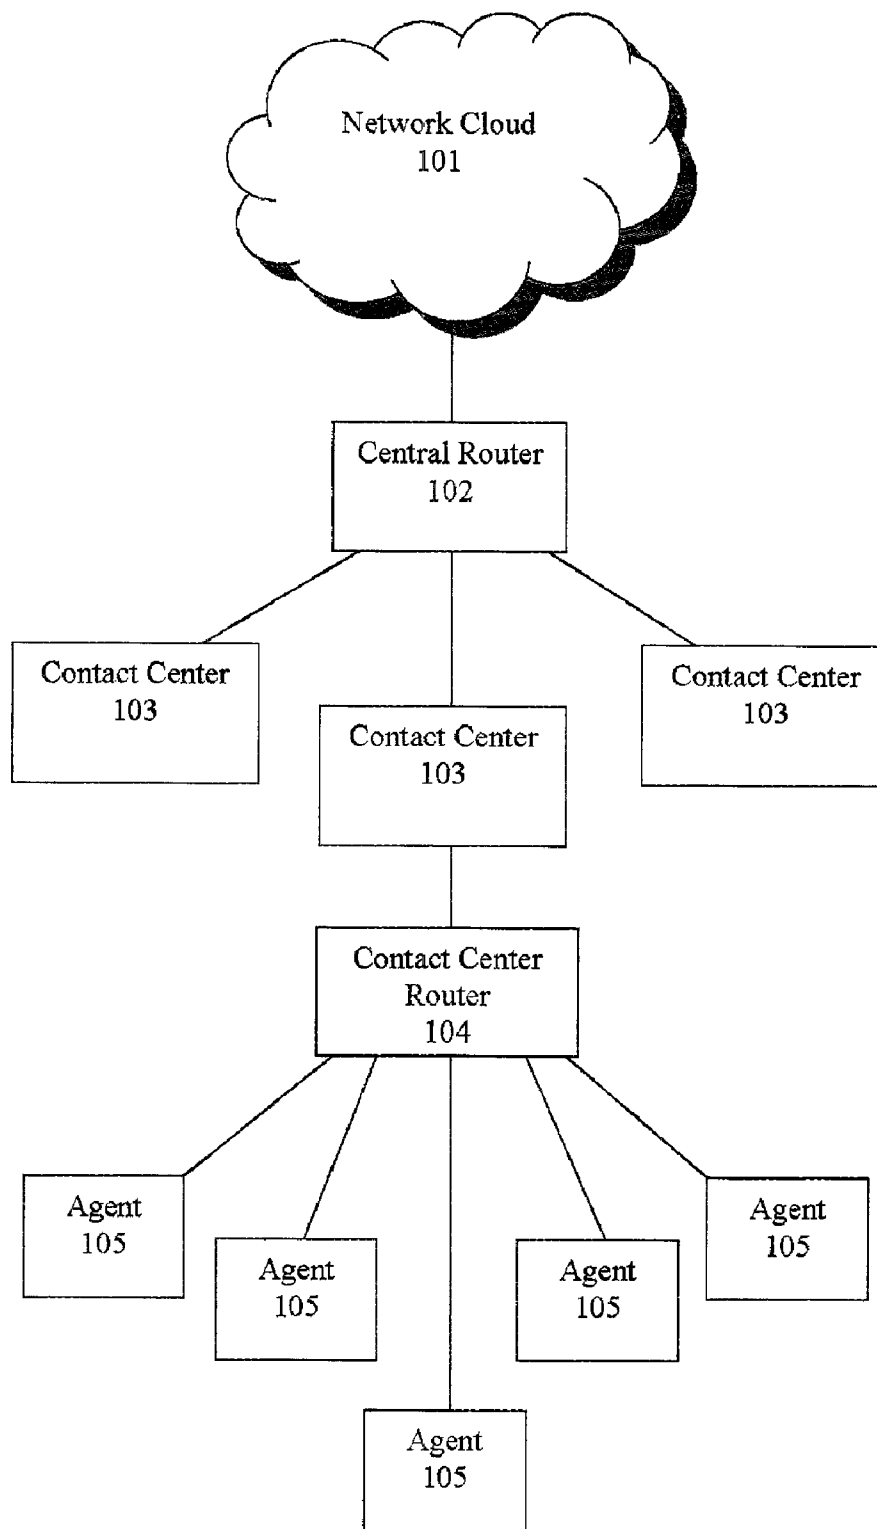 Network Cloud
101
Central Router
102
Contact Center
103
Contact Center
103
Contact Center
103
Contact Center
Router
104
Agent
105
Agent
105
Agent
105
Agent
105
Agent
105